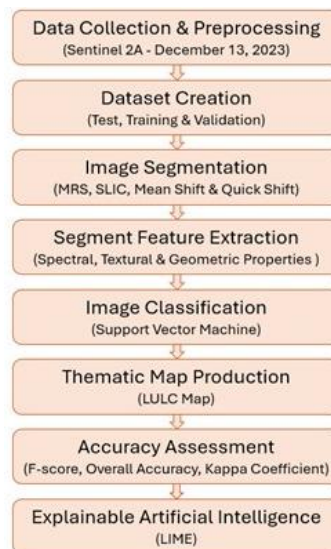 Data Collection & Preprocessing
(Sentinel 2A - December 13, 2023)
Dataset Creation
(Test, Training & Validation)
Image Segmentation
(MRS, SLIC, Mean Shift & Quick Shift)
Segment Feature Extraction
(Spectral, Textural & Geometric Properties )
Image Classification
(Support Vector Machine)
Thematic Map Production
(LULC Map)
Accuracy Assessment
(F-score, Overall Accuracy, Kappa Coefficient)
Explainable Artificial Intelligence
(LIME)